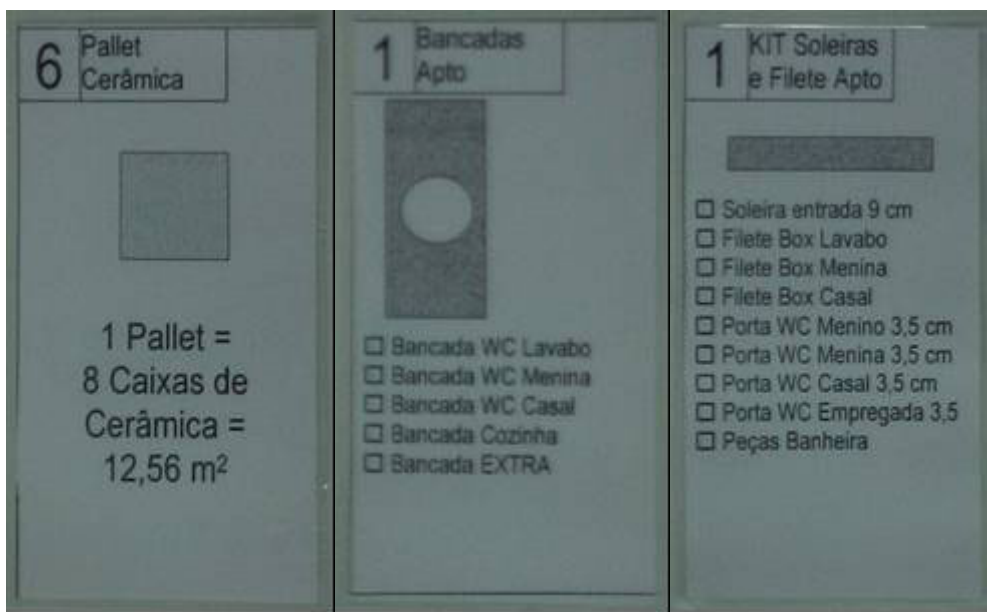 6 Pallet
Cerâmica
1 Pallet =
8 Caixas de
Cerâmica =
12,56 m²
1 Bancadas
Apto
☐ Bancada WC Lavabo
☐ Bancada WC Menina
☐ Bancada WC Casal
☐ Bancada Cozinha
☐ Bancada EXTRA
1 KIT Soleiras
e Filete Apto
☐ Soleira entrada 9 cm
☐ Filete Box Lavabo
☐ Filete Box Menina
☐ Filete Box Casal
☐ Porta WC Menino 3,5 cm
☐ Porta WC Menina 3,5 cm
☐ Porta WC Casal 3,5 cm
☐ Porta WC Empregada 3,5
☐ Peças Banheira